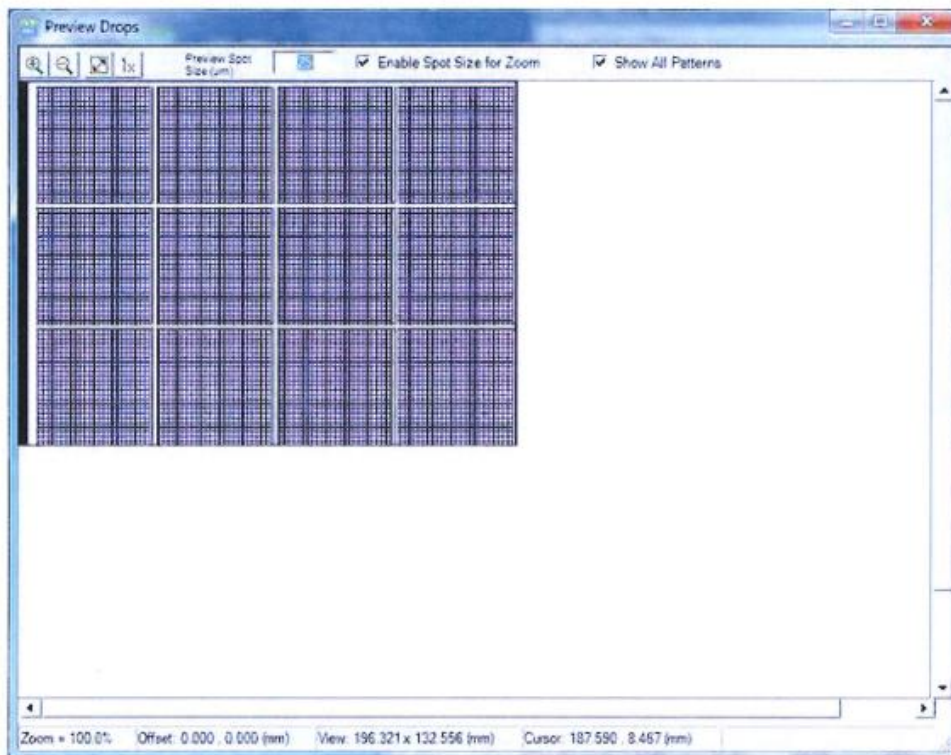 Preview Drops
1x
Preview Spot
Size (µm)
Enable Spot Size for Zoom
Show All Patterns
Zoom = 100.0%
Offset: 0.000 , 0.000 (mm)
View: 196.321 x 132.556 (mm)
Cursor: 187.590 , 8.467 (mm)